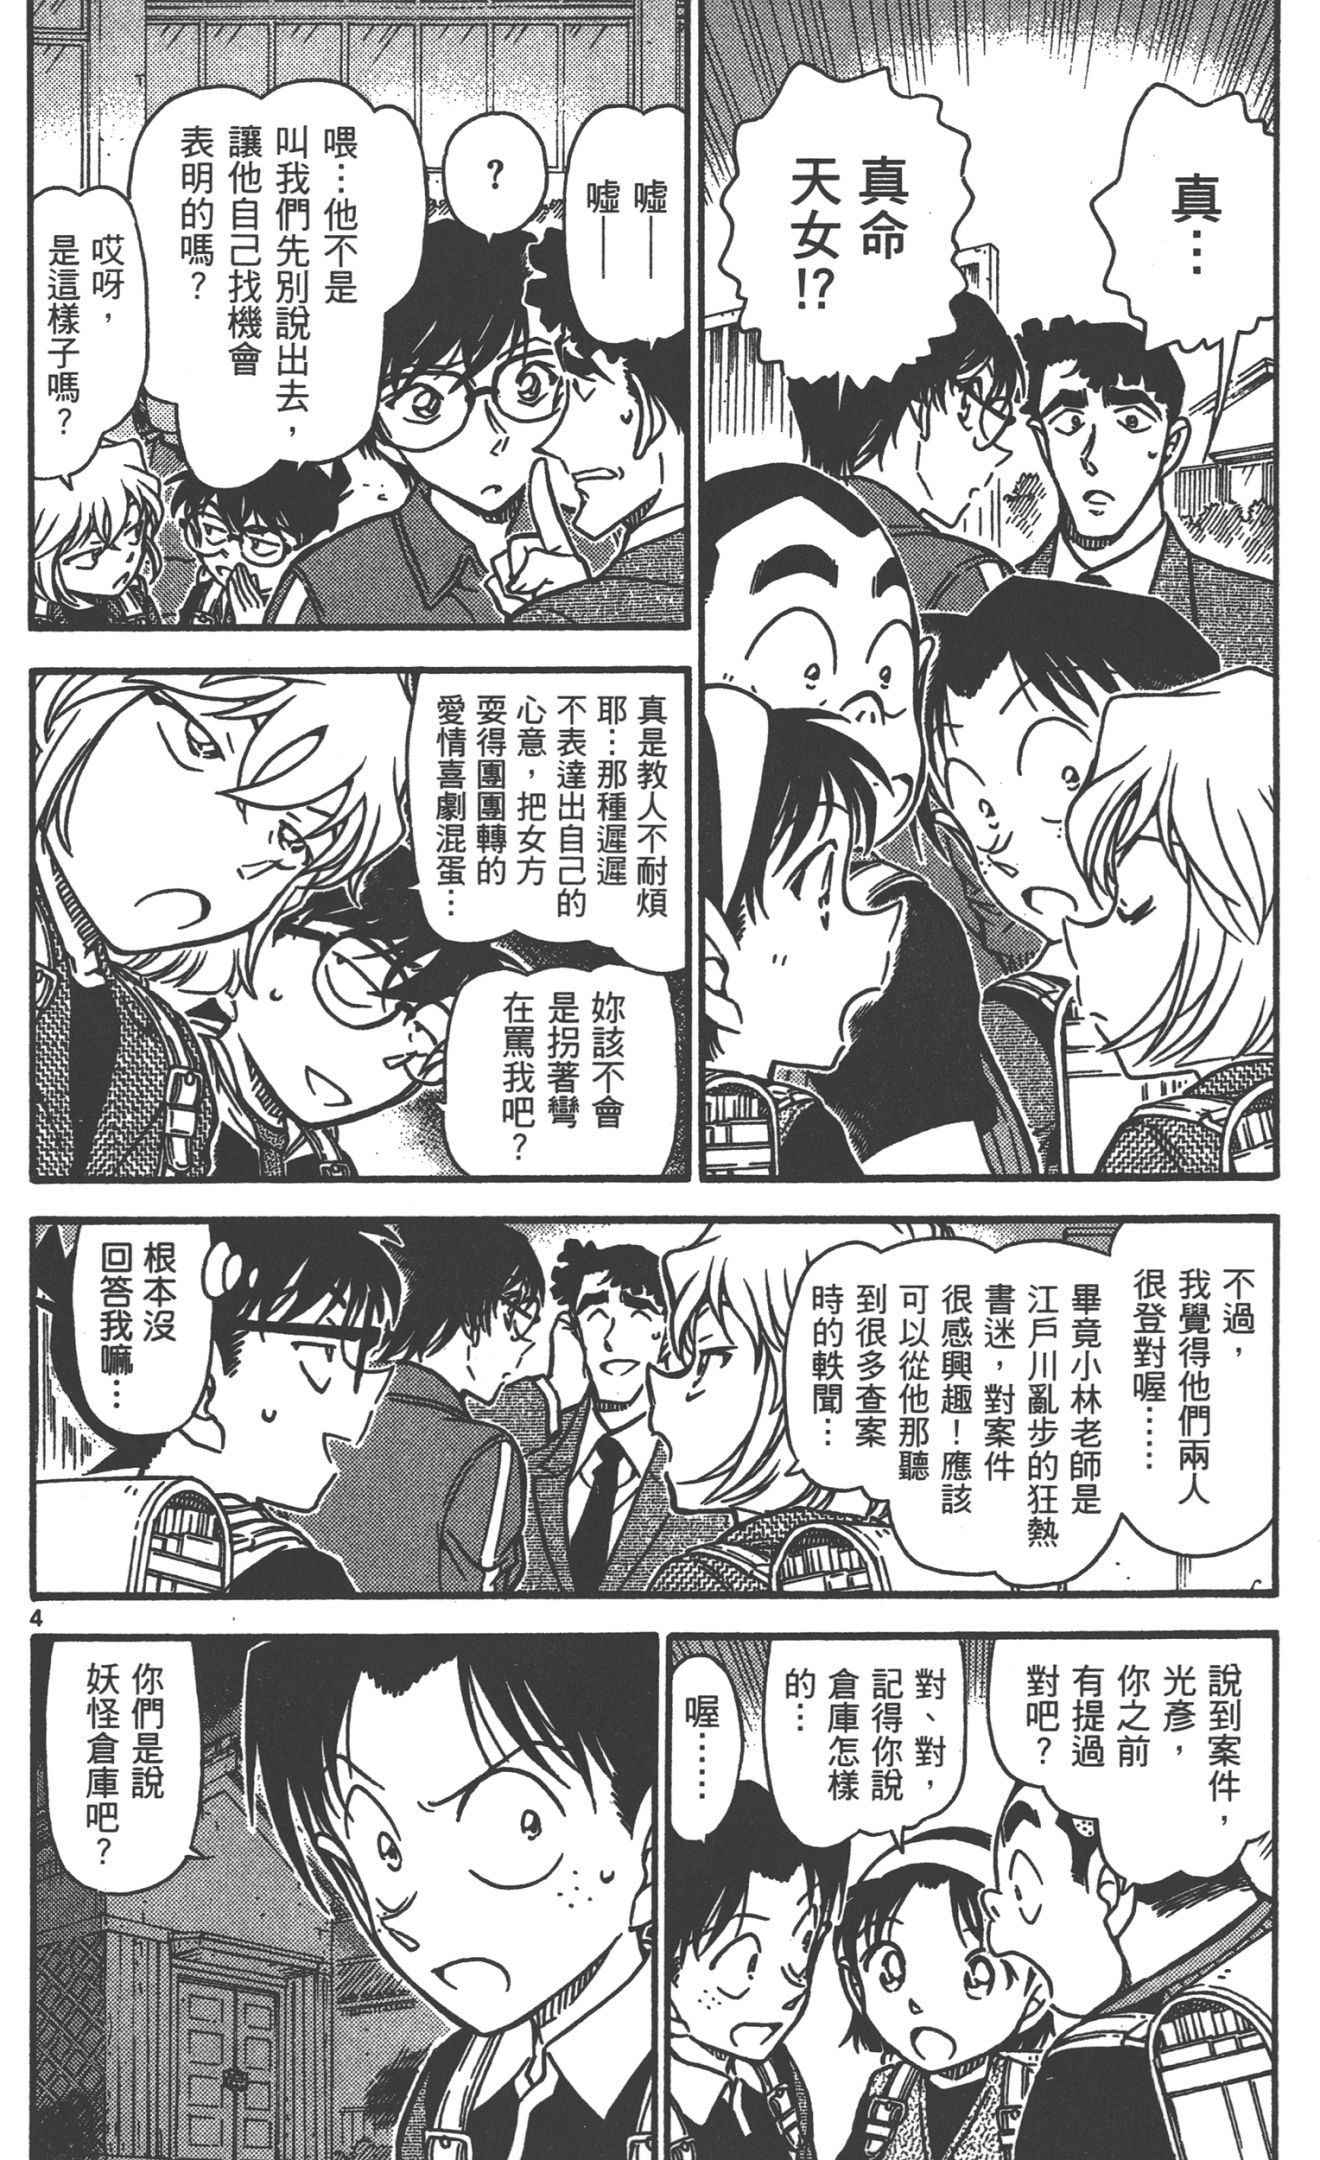 真…
真命
天女!?
噓——
噓——
？
喂…他不是
叫我們先別說出去，
讓他自己找機會
表明的嗎？
哎呀，
是這樣子嗎？
真是教人不耐煩
耶…那種遲遲
不表達出自己的
心意，把女方
耍得團團轉的
愛情喜劇混蛋…
妳該不會
是拐著彎
在罵我吧？
不過，
我覺得他們兩人
很登對喔……
畢竟小林老師是
江戶川亂步的狂熱
書迷，對案件
很感興趣！應該
可以從他那聽
到很多查案
時的軼聞…
根本沒
回答我嘛…
4
說到案件，
光彥，
你之前
有提過
對吧？
對、對，
記得你說
倉庫怎樣
的…
喔……
你們是說
妖怪倉庫吧？